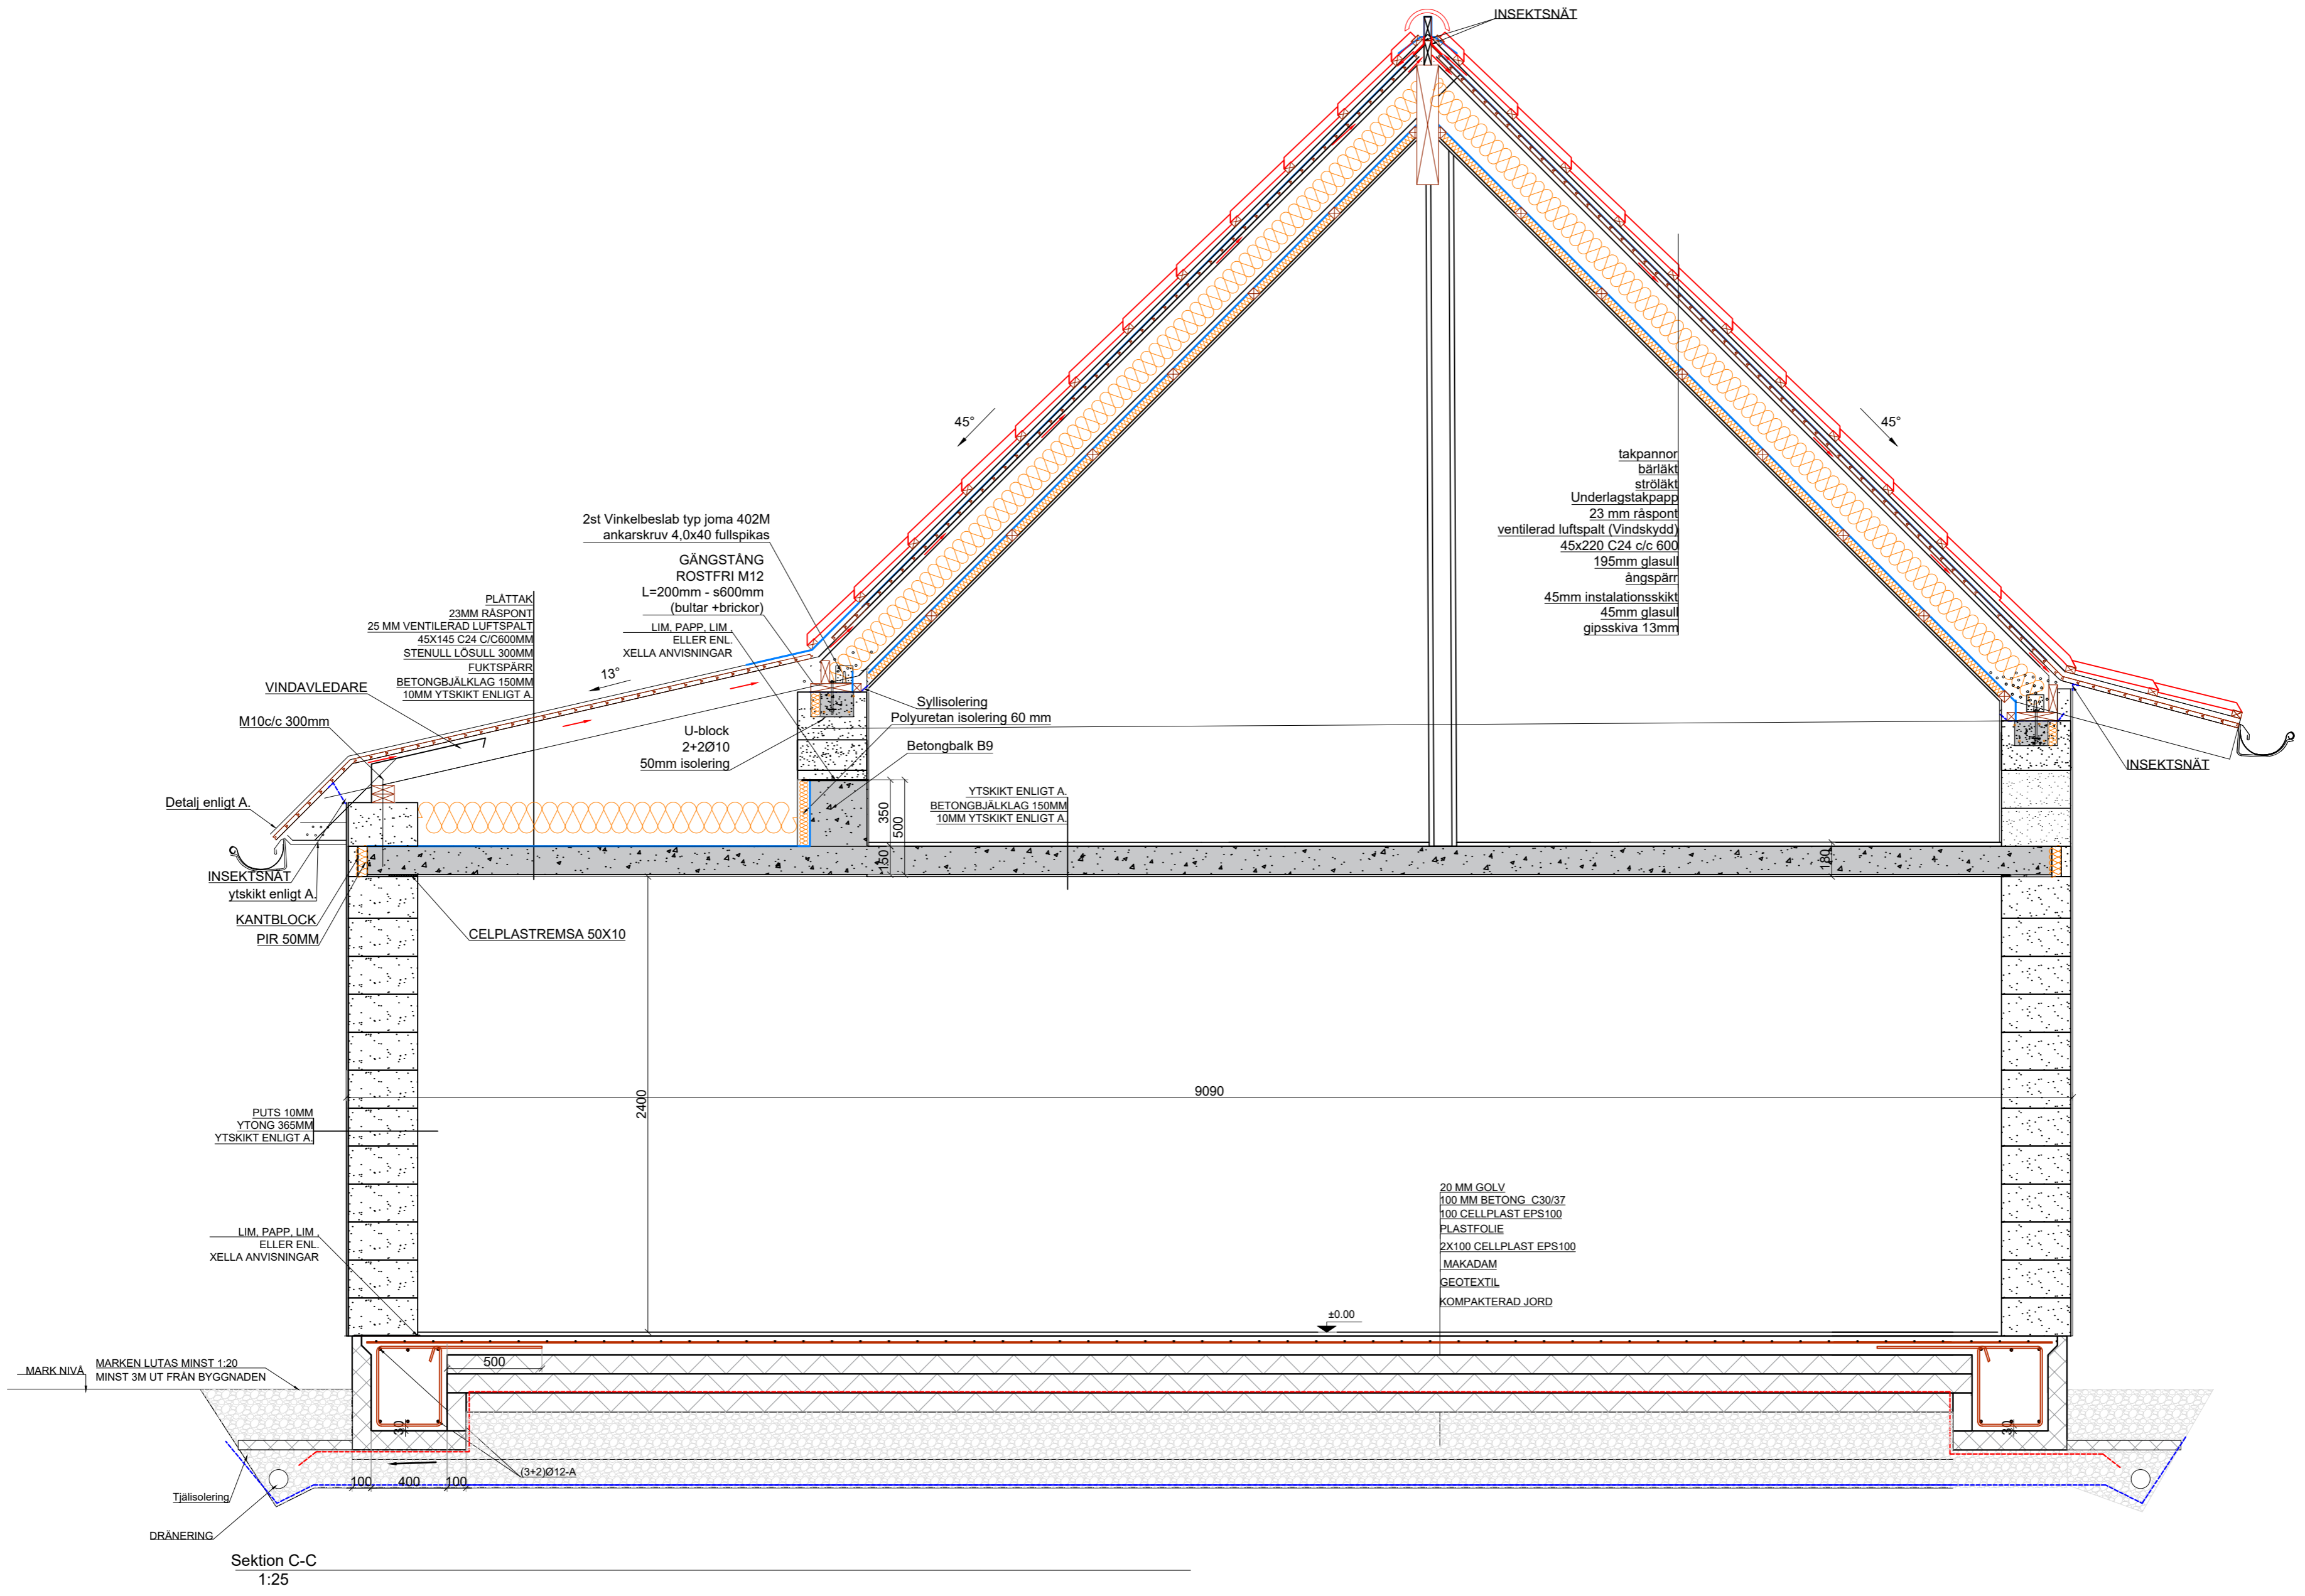 INSEKTSNÄT
45°
45°
takpannor
bärläkt
ströläkt
Underlagstakpapp
23 mm råspont
ventilerad luftspalt (Vindskydd)
45x220 C24 c/c 600
195mm glasull
ångspärr
45mm instalationsskikt
45mm glasull
gipsskiva 13mm
2st Vinkelbeslab typ joma 402M
ankarskruv 4,0x40 fullspikas
GÄNGSTÅNG
ROSTFRI M12
L=200mm - s600mm
(bultar +brickor)
LIM, PAPP, LIM .
ELLER ENL.
XELLA ANVISNINGAR
PLÅTTAK
23MM RÅSPONT
25 MM VENTILERAD LUFTSPALT
45X145 C24 C/C600MM
STENULL LÖSULL 300MM
FUKTSPÄRR
BETONGBJÄLKLAG 150MM
10MM YTSKIKT ENLIGT A.
13°
VINDAVLEDARE
M10c/c 300mm
Syllisolering
Polyuretan isolering 60 mm
U-block
2+2Ø10
50mm isolering
Betongbalk B9
INSEKTSNÄT
Detalj enligt A.
YTSKIKT ENLIGT A.
BETONGBJÄLKLAG 150MM
10MM YTSKIKT ENLIGT A.
350
500
150
180
INSEKTSNÄT
ytskikt enligt A.
KANTBLOCK
PIR 50MM
CELPLASTREMSA 50X10
2400
9090
PUTS 10MM
YTONG 365MM
YTSKIKT ENLIGT A.
LIM, PAPP, LIM .
ELLER ENL.
XELLA ANVISNINGAR
20 MM GOLV
100 MM BETONG C30/37
100 CELLPLAST EPS100
PLASTFOLIE
2X100 CELLPLAST EPS100
MAKADAM
GEOTEXTIL
KOMPAKTERAD JORD
±0.00
MARK NIVÅ
MARKEN LUTAS MINST 1:20
MINST 3M UT FRÅN BYGGNADEN
500
30
30
100
400
100
(3+2)Ø12-A
Tjälisolering
DRÄNERING
Sektion C-C
1:25